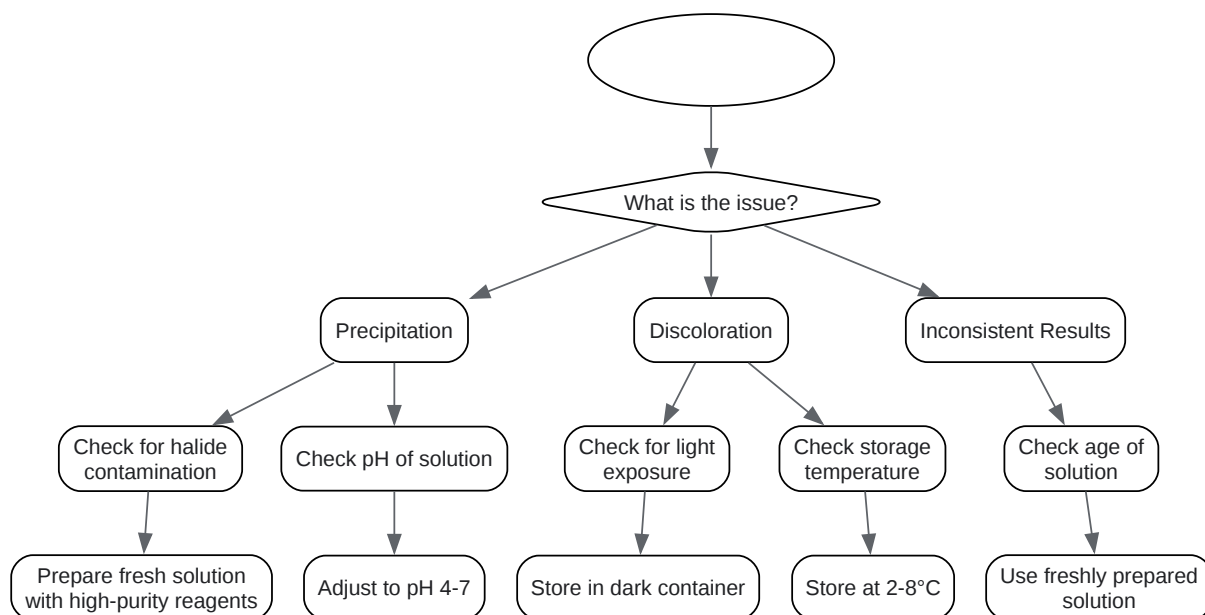 What is the issue?
Precipitation
Discoloration
Inconsistent Results
Check for halide
contamination
Check pH of solution
Check for light
exposure
Check storage
temperature
Check age of
solution
Prepare fresh solution
with high-purity reagents
Adjust to pH 4-7
Store in dark container
Store at 2-8°C
Use freshly prepared
solution